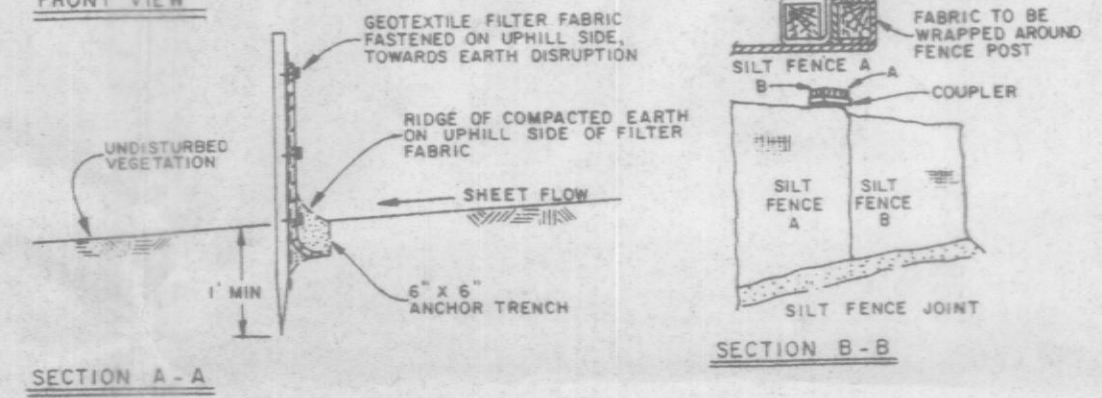 FRONT VIEW
GEOTEXTILE FILTER FABRIC
FASTENED ON UPHILL SIDE,
TOWARDS EARTH DISRUPTION
RIDGE OF COMPACTED EARTH
ON UPHILL SIDE OF FILTER
FABRIC
UNDISTURBED
VEGETATION
SHEET FLOW
1' MIN
6" X 6"
ANCHOR TRENCH
SECTION A-A
FABRIC TO BE
WRAPPED AROUND
FENCE POST
SILT FENCE A
B
A
COUPLER
SILT
FENCE
A
SILT
FENCE
B
SILT FENCE JOINT
SECTION B-B